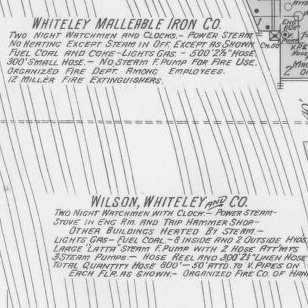 WHITELEY MALLEABLE IRON CO.
TWO NIGHT WATCHMEN AND CLOCKS.- POWER STEAM
NO HEATING EXCEPT STEAM IN OFF. EXCEPT AS SHOWN
FUEL COAL AND COKE-LIGHTS GAS.- 500' 2½" HOSE,
300' SMALL HOSE.- NO STEAM F. PUMP FOR FIRE USE.
ORGANIZED FIRE DEPT. AMONG EMPLOYEES.
12 MILLER FIRE EXTINGUISHERS.
WILSON, WHITELEY AND CO.
TWO NIGHT WATCHMEN WITH CLOCK.- POWER STEAM-
STOVE IN ENG RM. AND TRIP HAMMER SHOP-
OTHER BUILDINGS HEATED BY STEAM.-
LIGHTS GAS- FUEL COAL.-8 INSIDE AND 2 OUTSIDE HYDS,
LARGE "LATTA" STEAM F. PUMP WITH 2 HOSE ATT'MTS
3 STEAM PUMPS.- HOSE REEL AND 300' 2½" LINEN HOSE
TOTAL QUANTITY HOSE 800'- 50' ATT'D. TO V. PIPES ON
EACH FLR. AS SHOWN.- ORGANIZED FIRE CO. OF